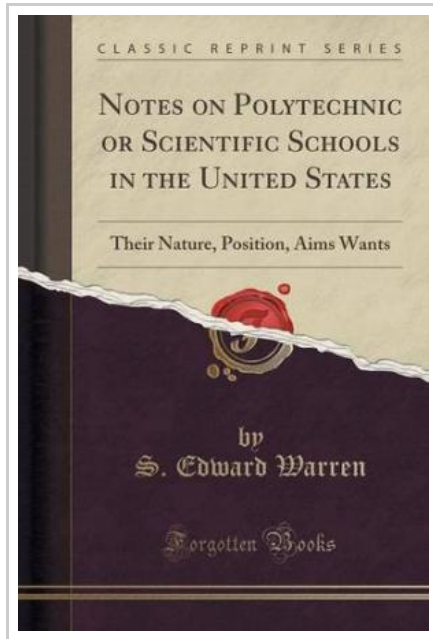 CLASSIC REPRINT SERIES
NOTES ON POLYTECHNIC
OR SCIENTIFIC SCHOOLS
IN THE UNITED STATES
Their Nature, Position, Aims Wants
by
S. Edward Warren
Forgotten Books